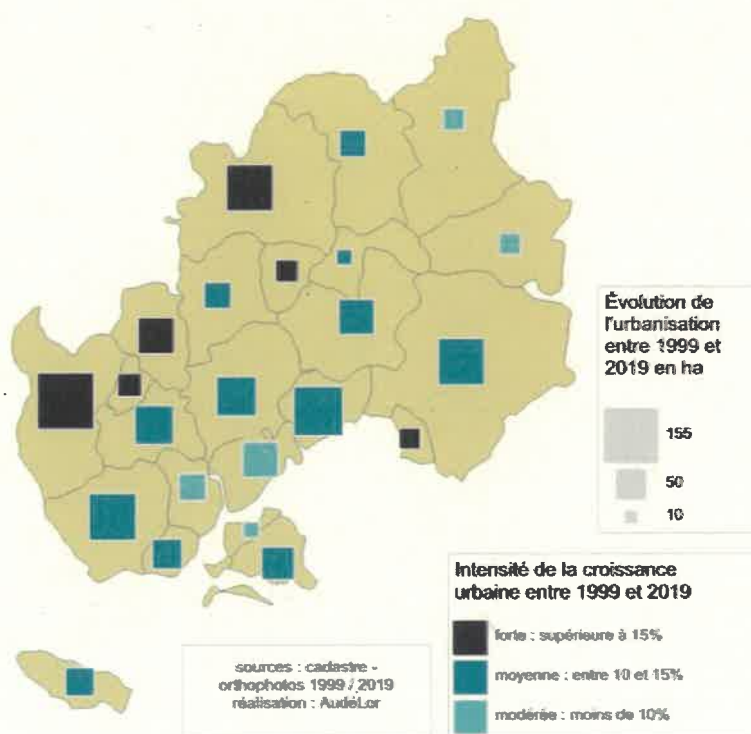 Évolution de
l'urbanisation
entre 1999 et
2019 en ha
155
50
10
Intensité de la croissance
urbaine entre 1999 et 2019
forte : supérieure à 15%
moyenne : entre 10 et 15%
modérée : moins de 10%
sources : cadastre -
orthophotos 1999 / 2019
réalisation : AudéLor